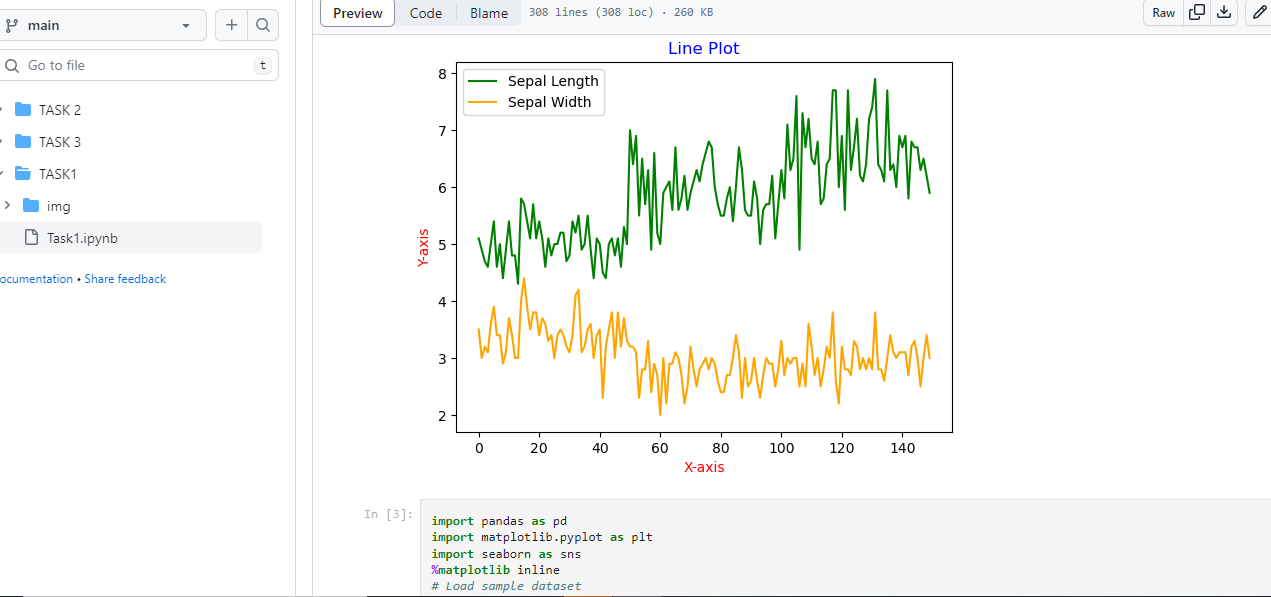 main
Go to file
t
TASK 2
TASK 3
TASK1
img
Task1.ipynb
ocumentation • Share feedback
Preview Code Blame 308 lines (308 loc) · 260 KB
Raw
Line Plot
Sepal Length
Sepal Width
8
7
6
5
4
3
2
Y-axis
0 20 40 60 80 100 120 140
X-axis
In [3]:
import pandas as pd
import matplotlib.pyplot as plt
import seaborn as sns
%matplotlib inline
# Load sample dataset